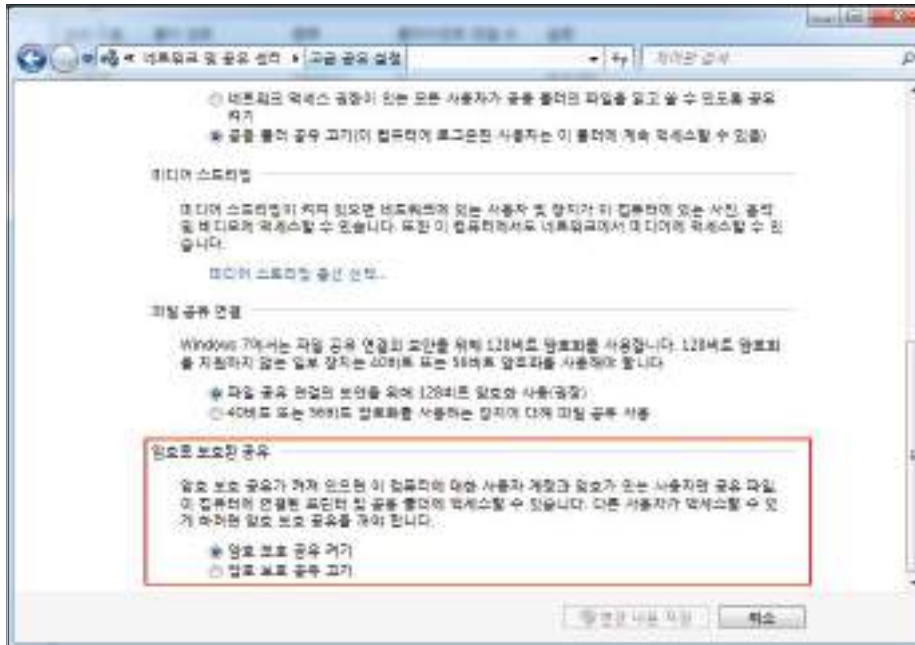 네트워크 및 공유 센터 ▸ 고급 공유 설정
제어판 검색
네트워크 액세스 권한이 있는 모든 사용자가 공용 폴더의 파일을 읽고 쓸 수 있도록 공유
켜기
공용 폴더 공유 끄기(이 컴퓨터에 로그온한 사용자는 이 폴더에 계속 액세스할 수 있음)
미디어 스트리밍
미디어 스트리밍이 켜져 있으면 네트워크에 있는 사용자 및 장치가 이 컴퓨터에 있는 사진, 음악
및 비디오에 액세스할 수 있습니다. 또한 이 컴퓨터에서도 네트워크에서 미디어에 액세스할 수 있
습니다.
미디어 스트리밍 옵션 선택...
파일 공유 연결
Windows 7에서는 파일 공유 연결의 보안을 위해 128비트 암호화를 사용합니다. 128비트 암호화
를 지원하지 않는 일부 장치는 40비트 또는 56비트 암호화를 사용해야 합니다.
파일 공유 연결의 보안을 위해 128비트 암호화 사용(권장)
40비트 또는 56비트 암호화를 사용하는 장치에 대해 파일 공유 사용
암호로 보호된 공유
암호 보호 공유가 켜져 있으면 이 컴퓨터에 대한 사용자 계정과 암호가 있는 사용자만 공유 파일,
이 컴퓨터에 연결된 프린터 및 공용 폴더에 액세스할 수 있습니다. 다른 사용자가 액세스할 수 있
게 하려면 암호 보호 공유를 꺼야 합니다.
암호 보호 공유 켜기
암호 보호 공유 끄기
변경 내용 저장
취소